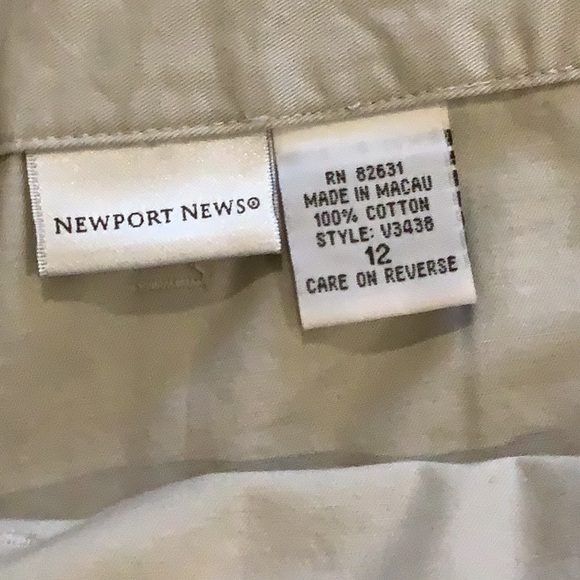 NEWPORT NEWS®
RN 82631
MADE IN MACAU
100% COTTON
STYLE: V3438
12
CARE ON REVERSE